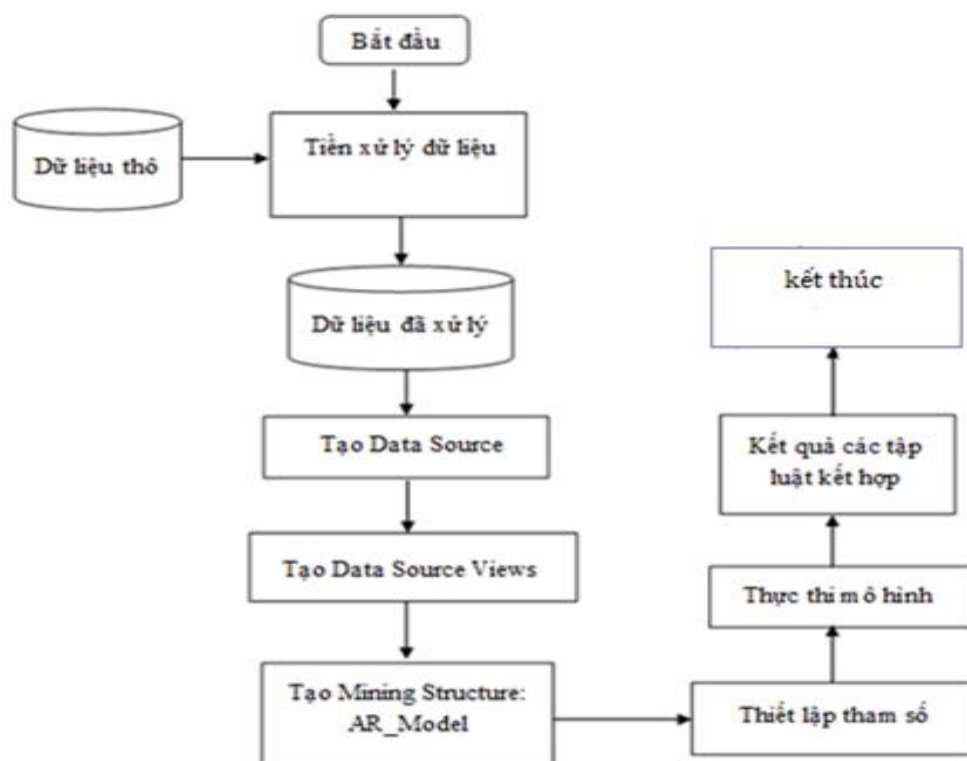 Bắt đầu
Dữ liệu thô
Tiền xử lý dữ liệu
Dữ liệu đã xử lý
Tạo Data Source
Tạo Data Source Views
Tạo Mining Structure:
AR_Model
Thiết lập tham số
Thực thi mô hình
Kết quả các tập
luật kết hợp
kết thúc